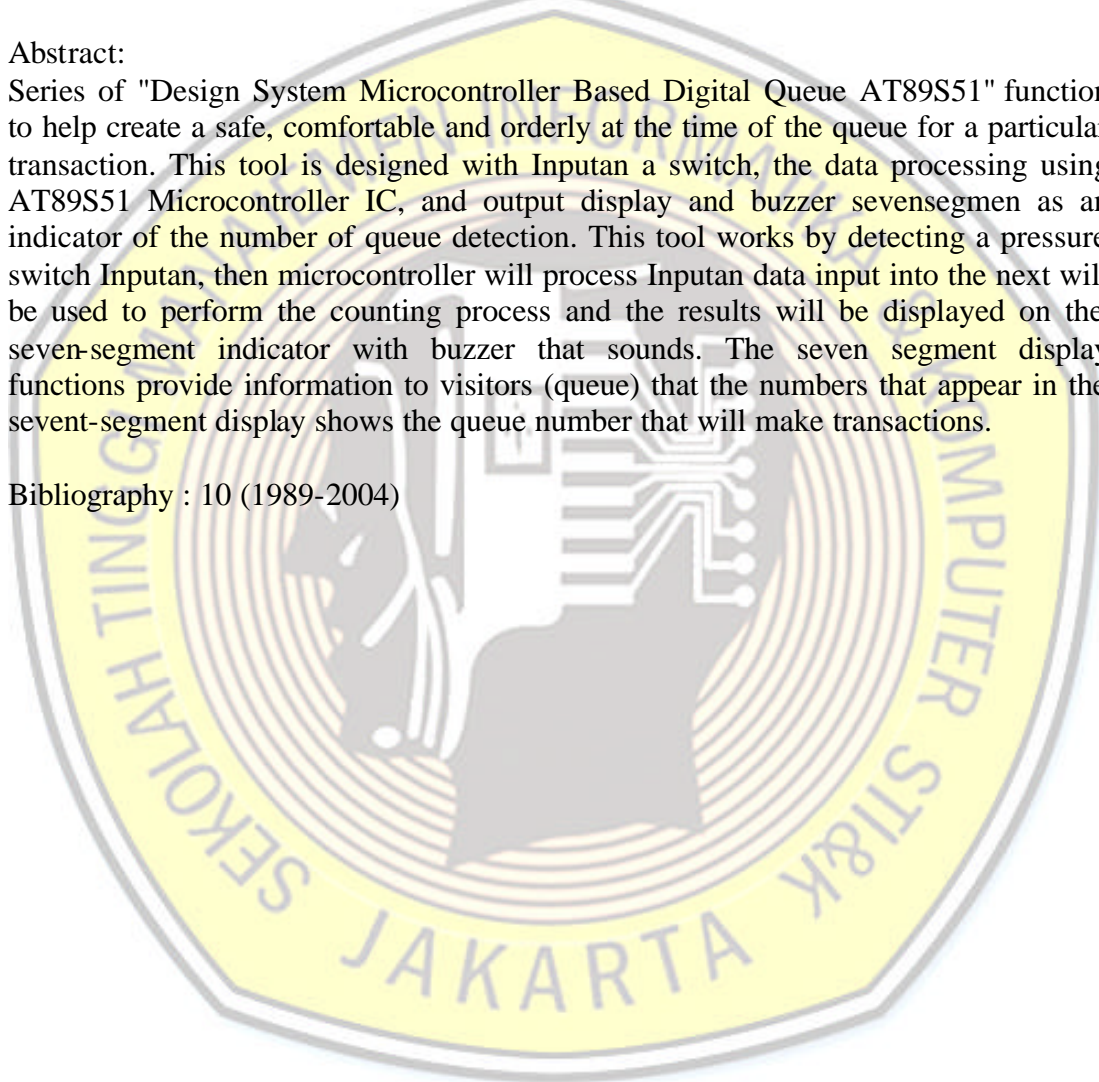 Abstract:
Series of "Design System Microcontroller Based Digital Queue AT89S51" function
to help create a safe, comfortable and orderly at the time of the queue for a particular
transaction. This tool is designed with Inputan a switch, the data processing using
AT89S51 Microcontroller IC, and output display and buzzer sevensegmen as an
indicator of the number of queue detection. This tool works by detecting a pressure
switch Inputan, then microcontroller will process Inputan data input into the next wil
be used to perform the counting process and the results will be displayed on the
seven-segment indicator with buzzer that sounds. The seven segment display
functions provide information to visitors (queue) that the numbers that appear in the
sevent-segment display shows the queue number that will make transactions.
Bibliography : 10 (1989-2004)
SEKOLAH TINGGI MANAJEMEN INFORMATIKA & KOMPUTER STI&K
JAKARTA